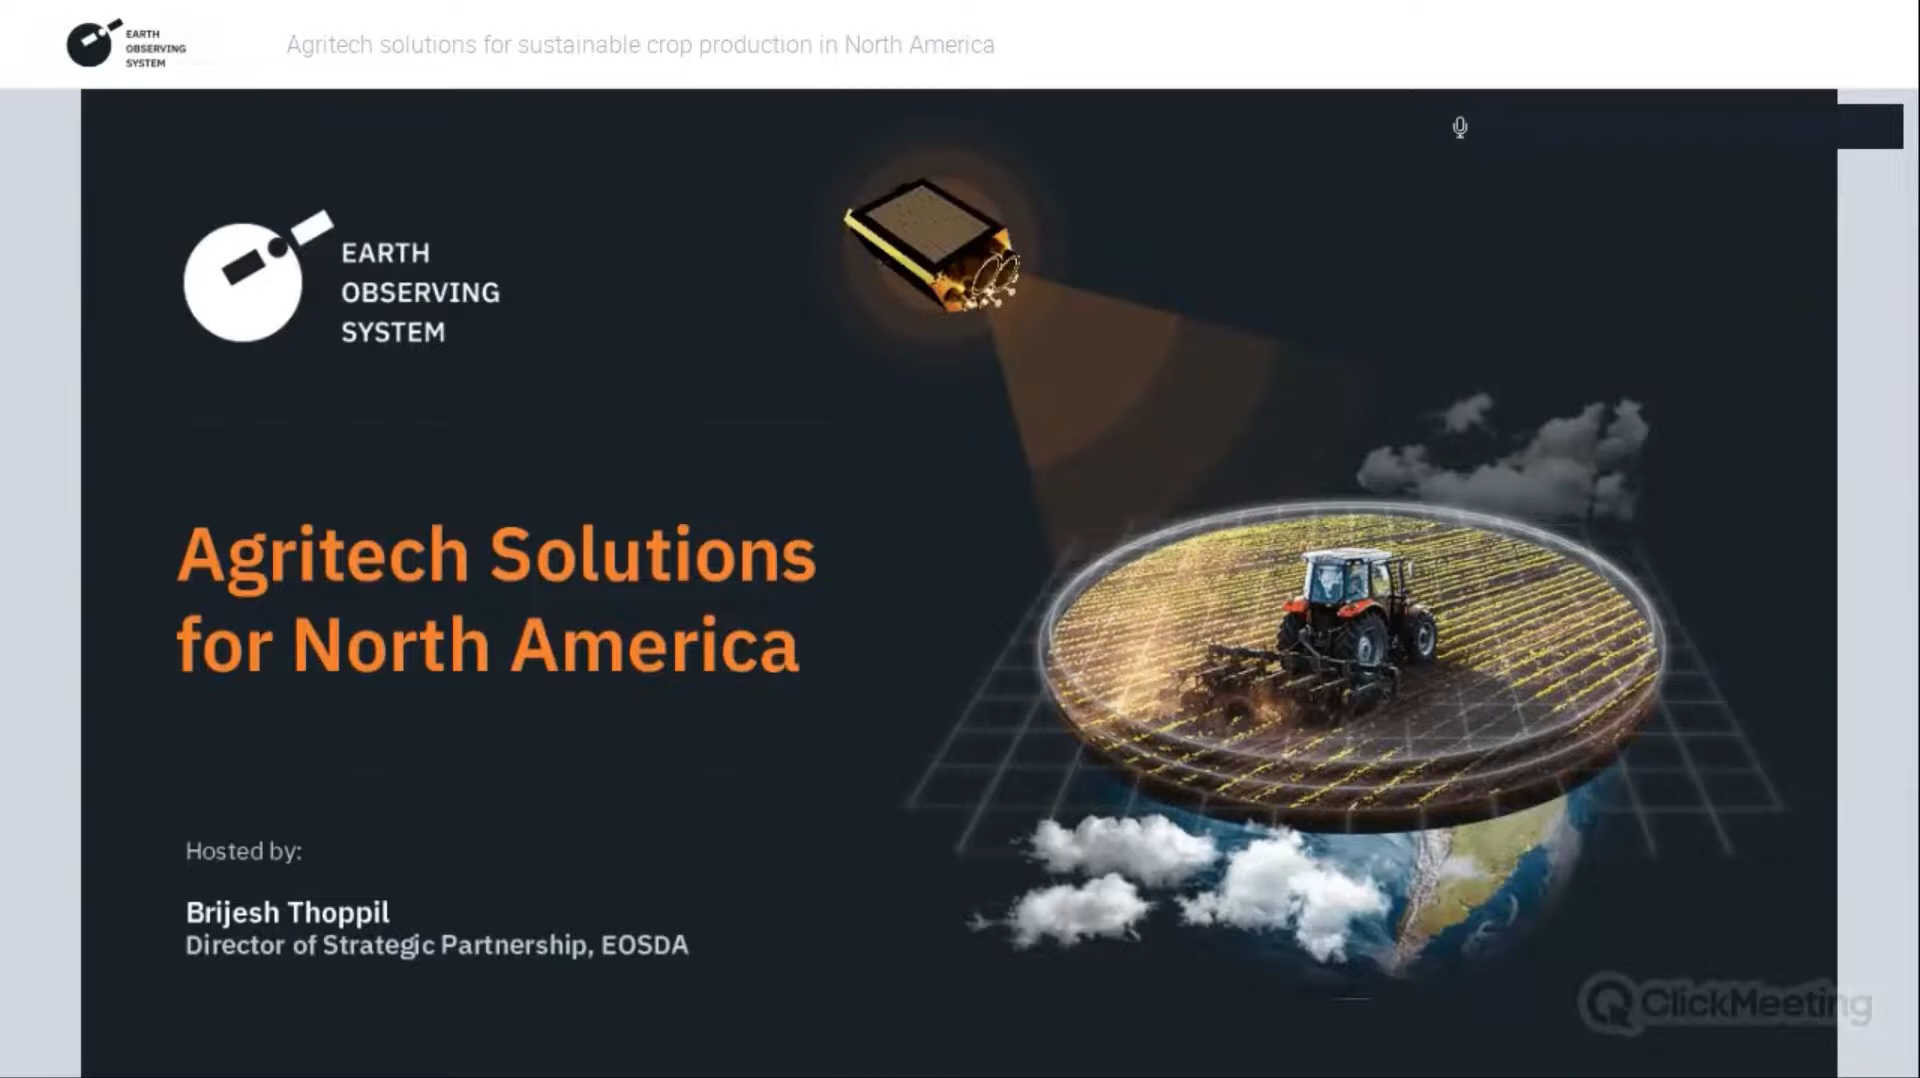 EARTH
OBSERVING
SYSTEM
Agritech solutions for sustainable crop production in North America
EARTH
OBSERVING
SYSTEM
Agritech Solutions
for North America
Hosted by:
Brijesh Thoppil
Director of Strategic Partnership, EOSDA
ClickMeeting